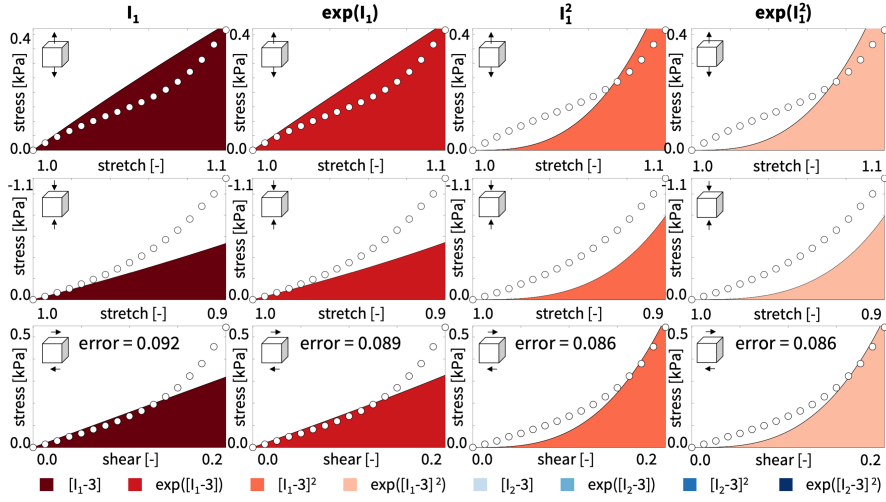 I₁ exp(I₁) I₁² exp(I₁²)
0.4 0.4 0.4 0.4
stress [kPa] stress [kPa] stress [kPa] stress [kPa]
0.0 0.0 0.0 0.0
1.0 stretch [-] 1.1 1.0 stretch [-] 1.1 1.0 stretch [-] 1.1 1.0 stretch [-] 1.1
-1.1 -1.1 -1.1 -1.1
stress [kPa] stress [kPa] stress [kPa] stress [kPa]
0.0 0.0 0.0 0.0
1.0 stretch [-] 0.9 1.0 stretch [-] 0.9 1.0 stretch [-] 0.9 1.0 stretch [-] 0.9
0.5 error = 0.092 0.5 error = 0.089 0.5 error = 0.086 0.5 error = 0.086
stress [kPa] stress [kPa] stress [kPa] stress [kPa]
0.0 0.0 0.0 0.0
0.0 shear [-] 0.2 0.0 shear [-] 0.2 0.0 shear [-] 0.2 0.0 shear [-] 0.2
[I₁-3] exp([I₁-3]) [I₁-3]² exp([I₁-3]²) [I₂-3] exp([I₂-3]) [I₂-3]² exp([I₂-3]²)